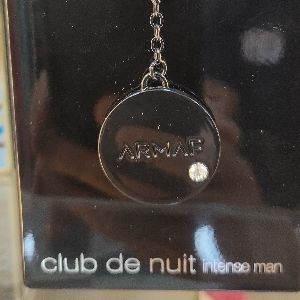 ARMAF
club de nuit intense man